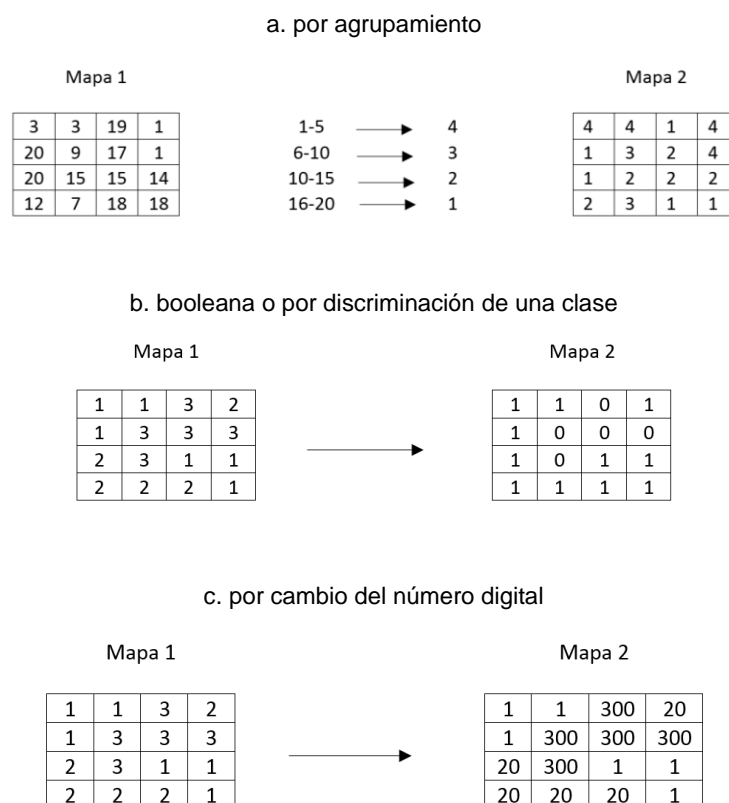 a. por agrupamiento
Mapa 1 Mapa 2
3 3 19 1 1-5 4 4 4 1 4
20 9 17 1 6-10 3 1 3 2 4
20 15 15 14 10-15 2 1 2 2 2
12 7 18 18 16-20 1 2 3 1 1
b. booleana o por discriminación de una clase
Mapa 1 Mapa 2
1 1 3 2 1 1 0 1
1 3 3 3 1 0 0 0
2 3 1 1 1 0 1 1
2 2 2 1 1 1 1 1
c. por cambio del número digital
Mapa 1 Mapa 2
1 1 3 2 1 1 300 20
1 3 3 3 1 300 300 300
2 3 1 1 20 300 1 1
2 2 2 1 20 20 20 1